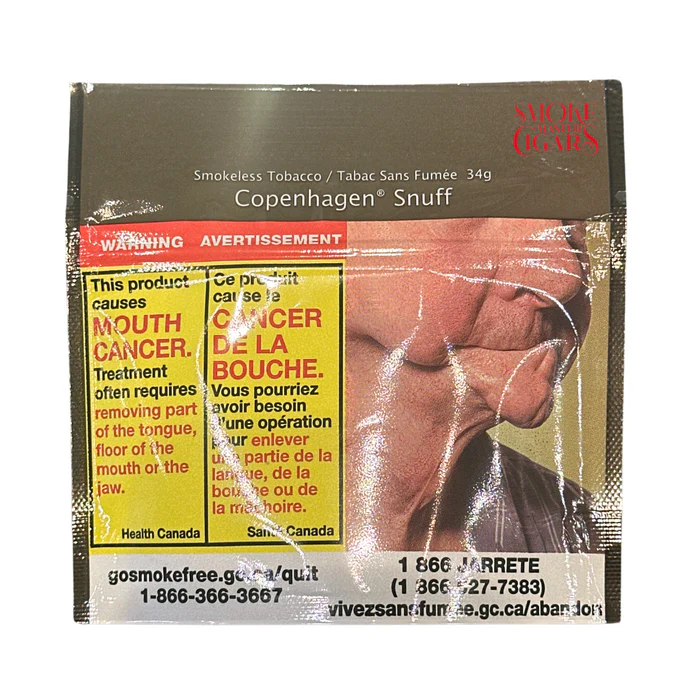 SMOKE
MASTER
CIGARS
Smokeless Tobacco / Tabac Sans Fumée 34g
Copenhagen® Snuff
WARNING AVERTISSEMENT
This product
causes
MOUTH
CANCER.
Treatment
often requires
removing part
of the tongue,
floor of the
mouth or the
jaw.
Health Canada
Ce produit
cause le
CANCER
DE LA
BOUCHE.
Vous pourriez
avoir besoin
d'une opération
pour enlever
une partie de la
langue, de la
bouche ou de
la mâchoire.
Santé Canada
gosmokefree.gc.ca/quit
1-866-366-3667
1 866 JARRETE
(1 866 527-7383)
vivezsansfumee.gc.ca/abandon